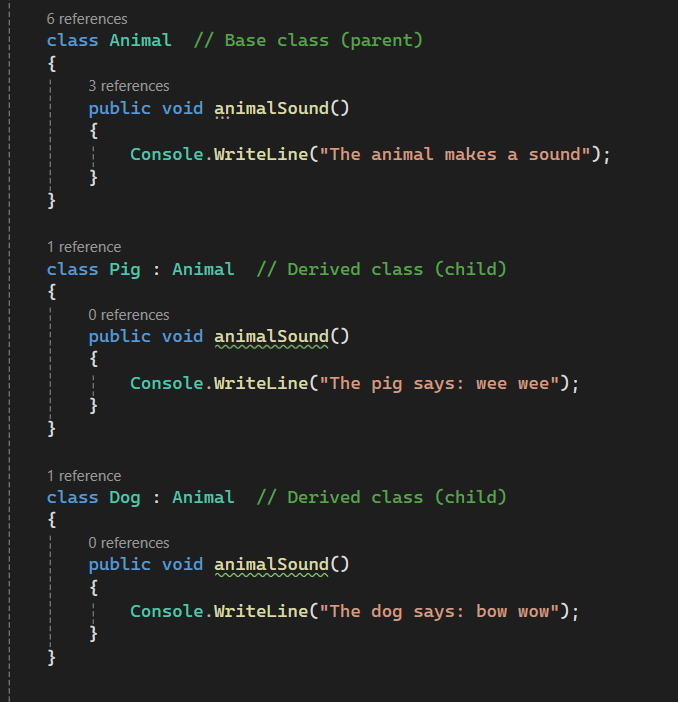 6 references
class Animal  // Base class (parent)
{
3 references
public void animalSound()
{
Console.WriteLine("The animal makes a sound");
}
}
1 reference
class Pig : Animal  // Derived class (child)
{
0 references
public void animalSound()
{
Console.WriteLine("The pig says: wee wee");
}
}
1 reference
class Dog : Animal  // Derived class (child)
{
0 references
public void animalSound()
{
Console.WriteLine("The dog says: bow wow");
}
}